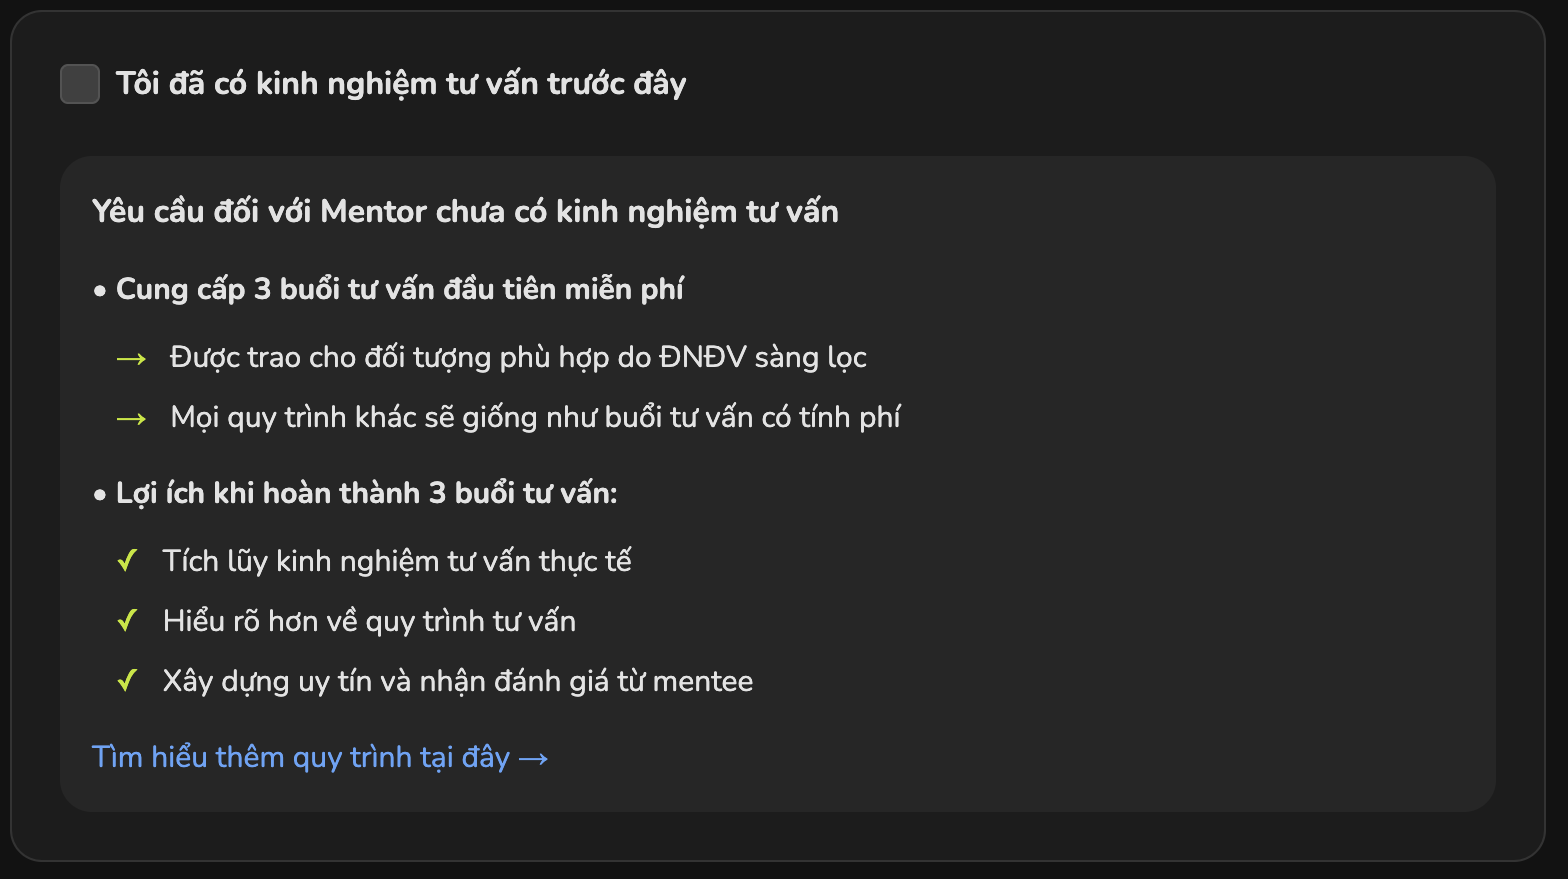 Tôi đã có kinh nghiệm tư vấn trước đây
Yêu cầu đối với Mentor chưa có kinh nghiệm tư vấn
• Cung cấp 3 buổi tư vấn đầu tiên miễn phí
→ Được trao cho đối tượng phù hợp do ĐNĐV sàng lọc
→ Mọi quy trình khác sẽ giống như buổi tư vấn có tính phí
• Lợi ích khi hoàn thành 3 buổi tư vấn:
✓ Tích lũy kinh nghiệm tư vấn thực tế
✓ Hiểu rõ hơn về quy trình tư vấn
✓ Xây dựng uy tín và nhận đánh giá từ mentee
Tìm hiểu thêm quy trình tại đây →